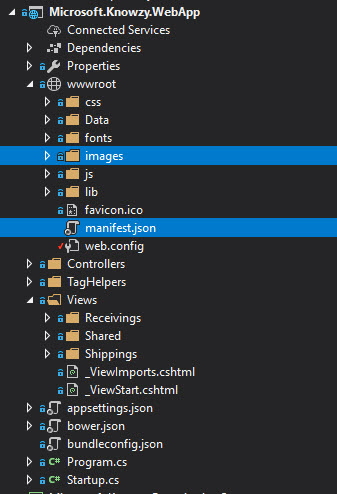 Microsoft.Knowzy.WebApp
Connected Services
Dependencies
Properties
wwwroot
css
Data
fonts
images
js
lib
favicon.ico
manifest.json
web.config
Controllers
TagHelpers
Views
Receivings
Shared
Shippings
_ViewImports.cshtml
_ViewStart.cshtml
appsettings.json
bower.json
bundleconfig.json
C# Program.cs
C# Startup.cs